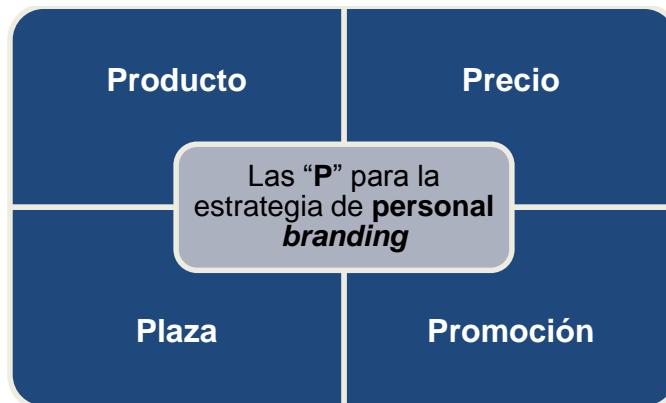 Producto
Precio
Las “P” para la
estrategia de personal
branding
Plaza
Promoción